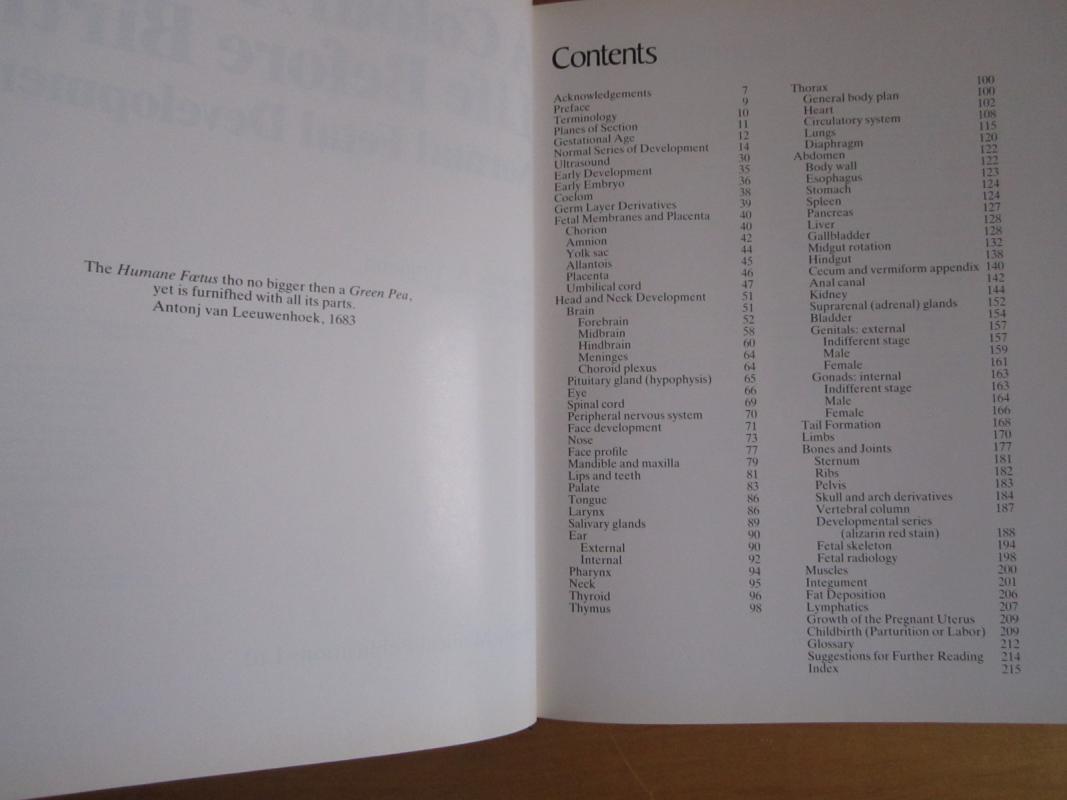 The Humane Fœtus tho no bigger then a Green Pea,
yet is furnifhed with all its parts.
Antonj van Leeuwenhoek, 1683
Contents
Acknowledgements 7
Preface 9
Terminology 10
Planes of Section 11
Gestational Age 12
Normal Series of Development 14
Ultrasound 30
Early Development 35
Early Embryo 36
Coelom 38
Germ Layer Derivatives 39
Fetal Membranes and Placenta 40
Chorion 40
Amnion 42
Yolk sac 44
Allantois 45
Placenta 46
Umbilical cord 47
Head and Neck Development 51
Brain 51
Forebrain 52
Midbrain 58
Hindbrain 60
Meninges 64
Choroid plexus 64
Pituitary gland (hypophysis) 65
Eye 66
Spinal cord 69
Peripheral nervous system 70
Face development 71
Nose 73
Face profile 77
Mandible and maxilla 79
Lips and teeth 81
Palate 83
Tongue 86
Larynx 86
Salivary glands 89
Ear 90
External 90
Internal 92
Pharynx 94
Neck 95
Thyroid 96
Thymus 98
Thorax 100
General body plan 100
Heart 102
Circulatory system 108
Lungs 115
Diaphragm 120
Abdomen 122
Body wall 122
Esophagus 123
Stomach 124
Spleen 124
Pancreas 127
Liver 128
Gallbladder 128
Midgut rotation 132
Hindgut 138
Cecum and vermiform appendix 140
Anal canal 142
Kidney 144
Suprarenal (adrenal) glands 152
Bladder 154
Genitals: external 157
Indifferent stage 157
Male 159
Female 161
Gonads: internal 163
Indifferent stage 163
Male 164
Female 166
Tail Formation 168
Limbs 170
Bones and Joints 177
Sternum 181
Ribs 182
Pelvis 183
Skull and arch derivatives 184
Vertebral column 187
Developmental series
(alizarin red stain) 188
Fetal skeleton 194
Fetal radiology 198
Muscles 200
Integument 201
Fat Deposition 206
Lymphatics 207
Growth of the Pregnant Uterus 209
Childbirth (Parturition or Labor) 209
Glossary 212
Suggestions for Further Reading 214
Index 215